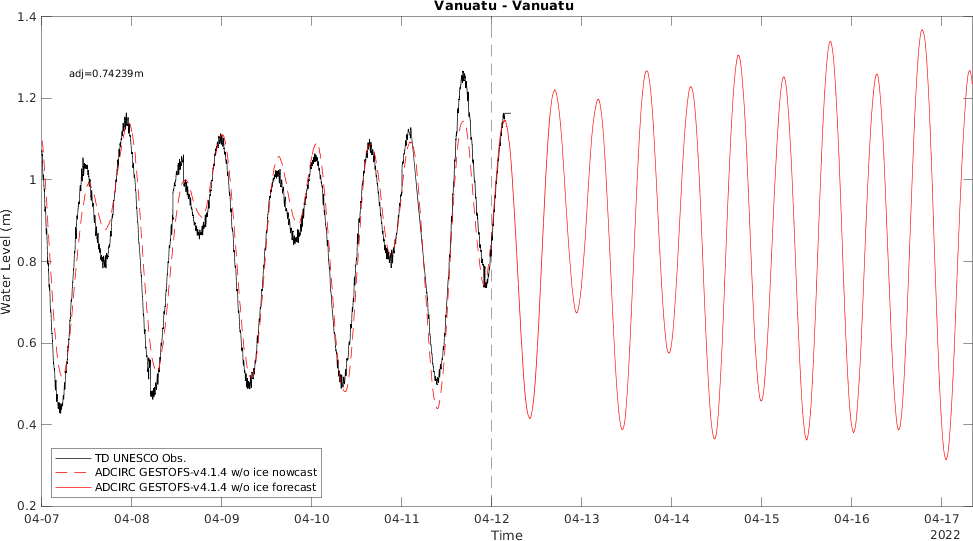 Vanuatu - Vanuatu
1.4
adj=0.74239m
1.2
1
0.8
0.6
0.4
0.2
Water Level (m)
TD UNESCO Obs.
ADCIRC GESTOFS-v4.1.4 w/o ice nowcast
ADCIRC GESTOFS-v4.1.4 w/o ice forecast
04-07 04-08 04-09 04-10 04-11 04-12 04-13 04-14 04-15 04-16 04-17
Time 2022